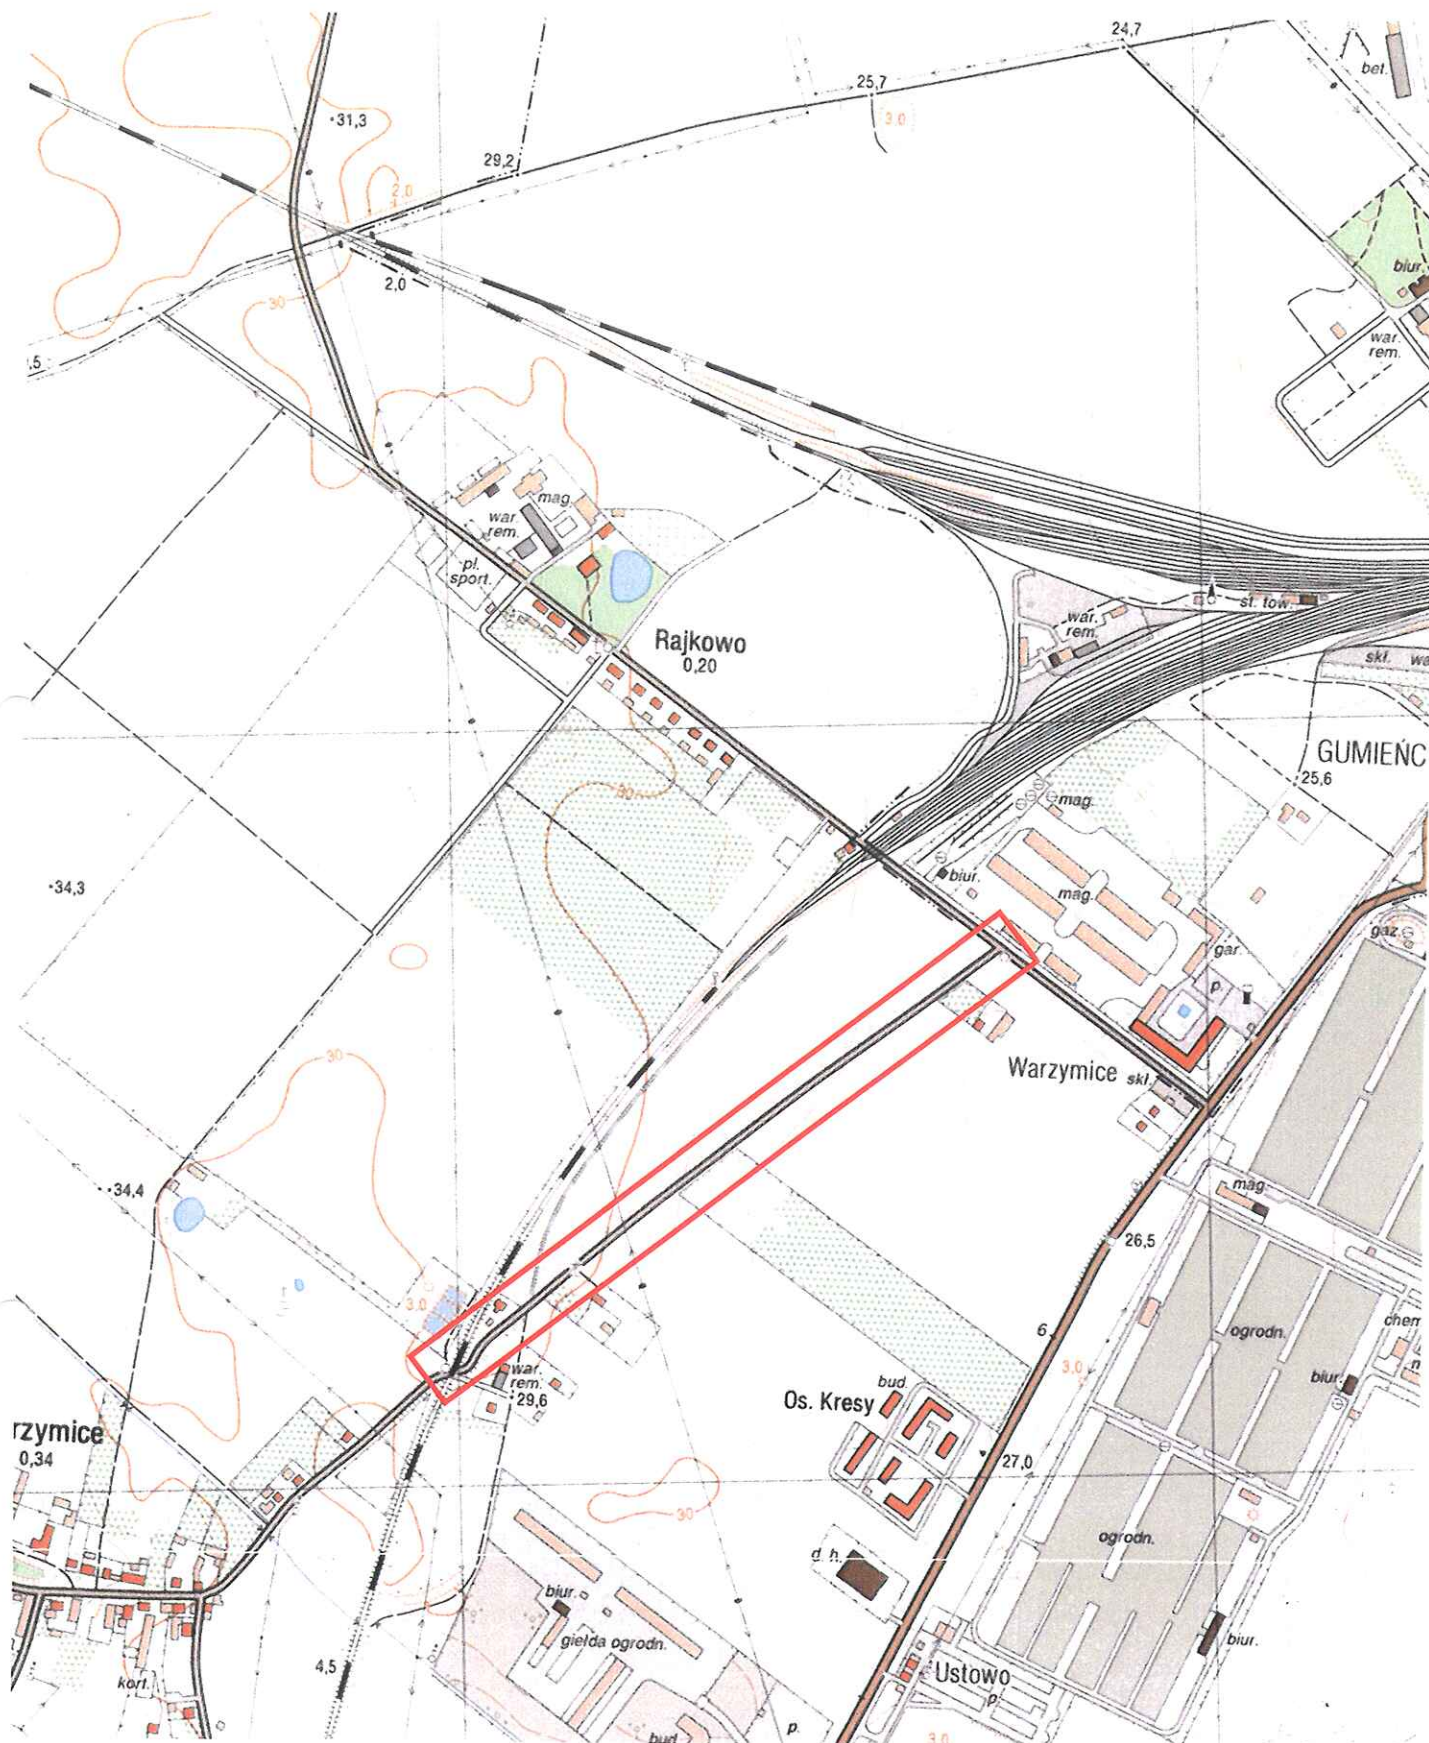 24,7
bet.
25,7
3.0
31,3
29,2
2.0
biur.
30
2,0
war.
rem.
,5
mag.
war.
rem.
pl.
sport.
st. tow.
war.
rem.
Rajkowo
0,20
skł.
GUMIEŃC
25,6
30
mag.
34,3
biur.
mag.
gaz.
gar.
p.
30
Warzymice
skł.
34,4
mag.
26,5
3.0
6
ogrodn.
chem
3.0
war.
rem.
29,6
Os. Kresy
bud.
biur.
rzymice
0,34
27,0
30
ogrodn.
d. h.
biur.
giełda ogrodn.
biur.
4,5
kort.
Ustowo
p.
p.
bud
3.0